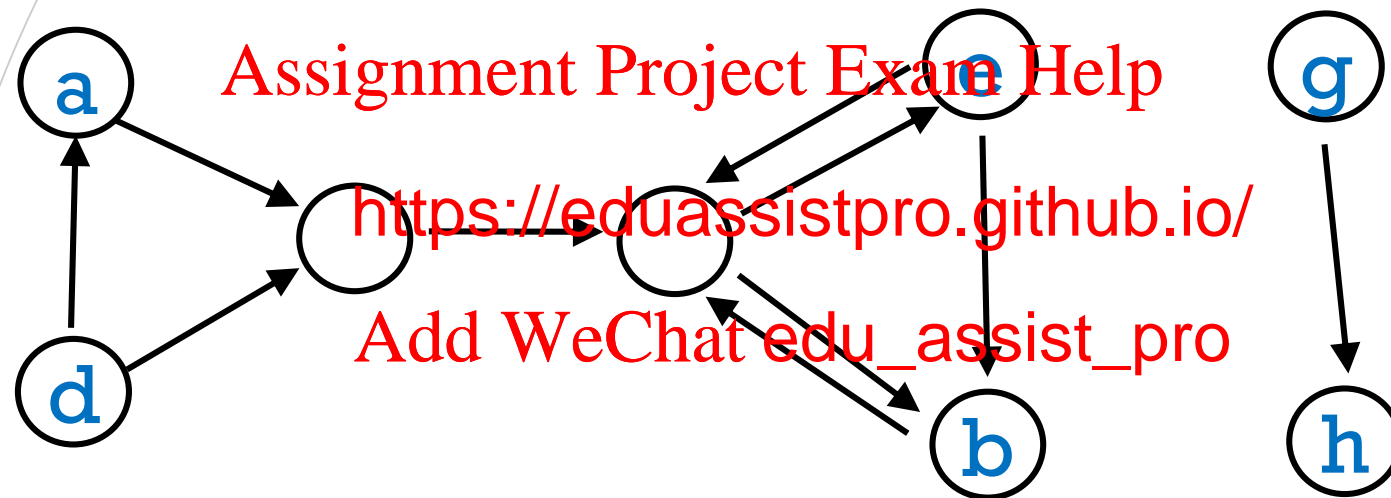 Assignment Project Exam Help
a
e
g
https://eduassistpro.github.io/
Add WeChat edu_assist_pro
d
b
h